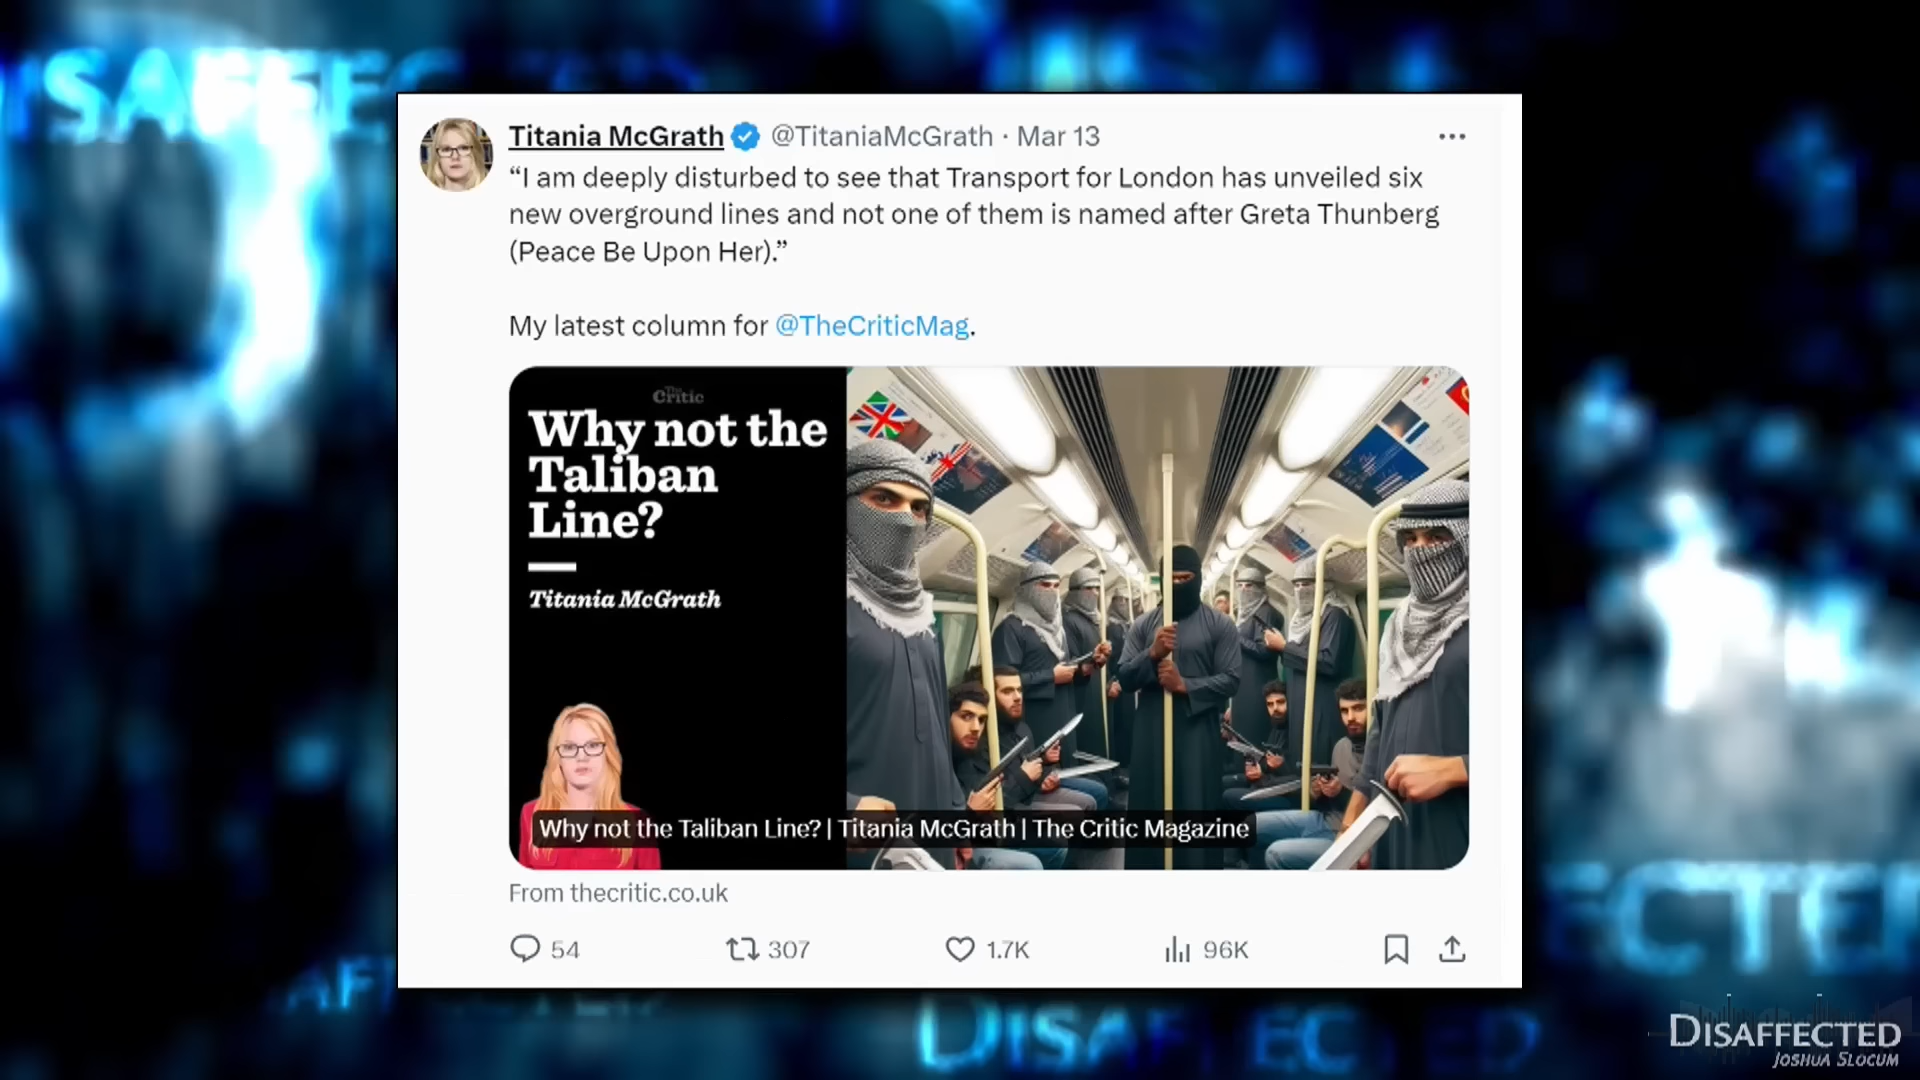 Titania McGrath @TitaniaMcGrath · Mar 13
“I am deeply disturbed to see that Transport for London has unveiled six
new overground lines and not one of them is named after Greta Thunberg
(Peace Be Upon Her).”
My latest column for @TheCriticMag.
The Critic
Why not the
Taliban
Line?
Titania McGrath
Why not the Taliban Line? | Titania McGrath | The Critic Magazine
From thecritic.co.uk
54 307 1.7K 96K
DISAFFECTED
JOSHUA SLOCUM